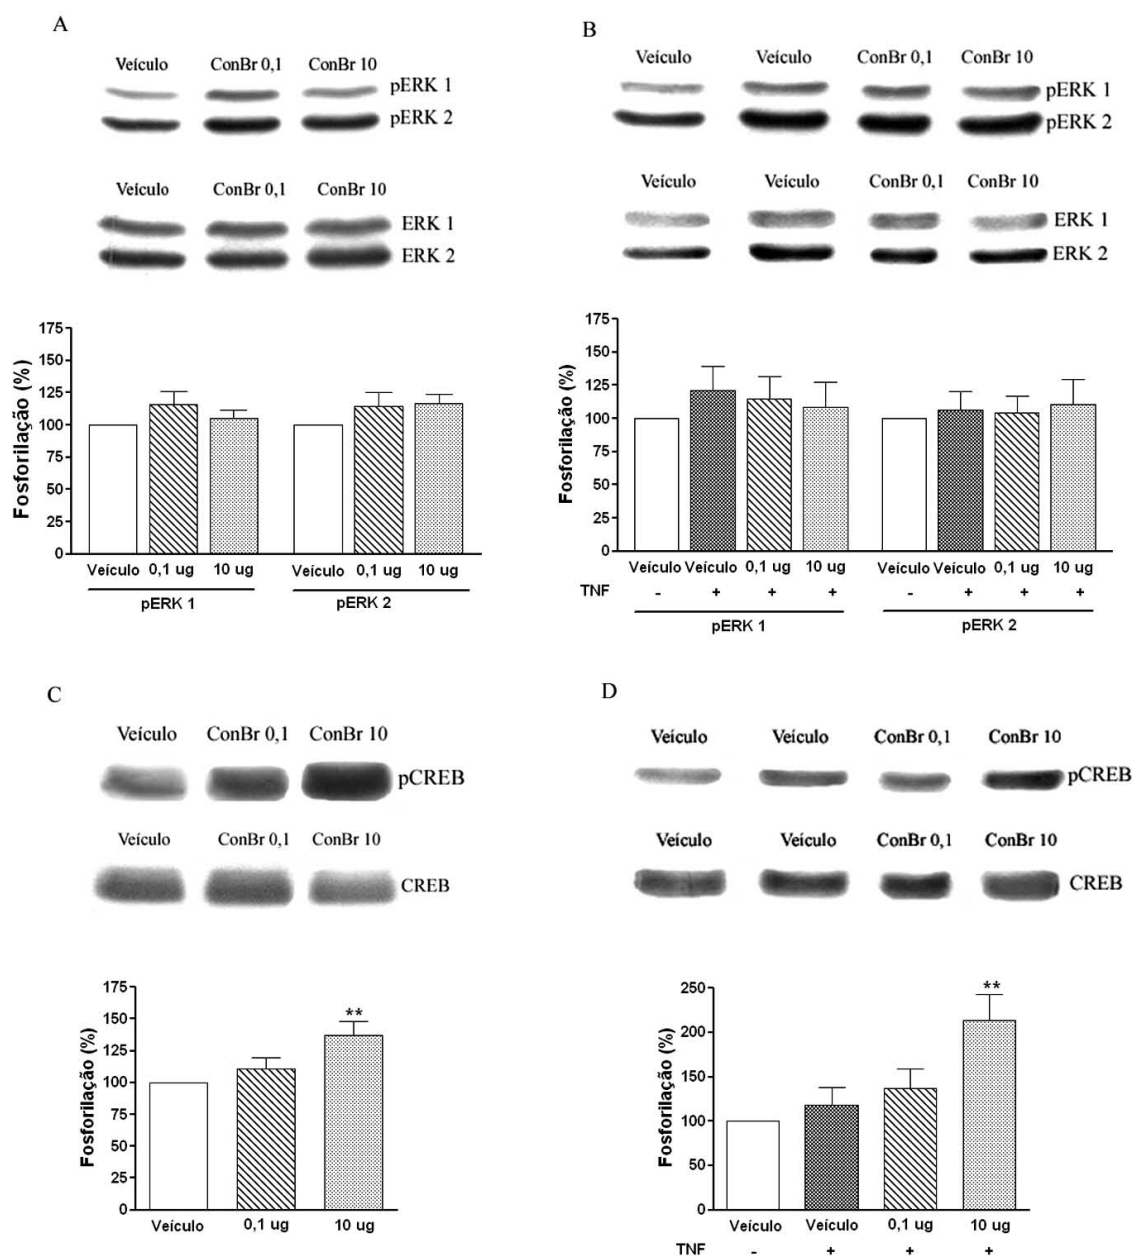 A
Veículo ConBr 0,1 ConBr 10
pERK 1
pERK 2
Veículo ConBr 0,1 ConBr 10
ERK 1
ERK 2
Fosforilação (%)
175
150
125
100
75
50
25
0
Veículo 0,1 ug 10 ug Veículo 0,1 ug 10 ug
pERK 1 pERK 2
B
Veículo Veículo ConBr 0,1 ConBr 10
pERK 1
pERK 2
Veículo Veículo ConBr 0,1 ConBr 10
ERK 1
ERK 2
Fosforilação (%)
175
150
125
100
75
50
25
0
Veículo Veículo 0,1 ug 10 ug Veículo Veículo 0,1 ug 10 ug
TNF - + + + - + + +
pERK 1 pERK 2
C
Veículo ConBr 0,1 ConBr 10
pCREB
Veículo ConBr 0,1 ConBr 10
CREB
Fosforilação (%)
175
150
125
100
75
50
25
0
**
Veículo 0,1 ug 10 ug
D
Veículo Veículo ConBr 0,1 ConBr 10
pCREB
Veículo Veículo ConBr 0,1 ConBr 10
CREB
Fosforilação (%)
250
200
150
100
50
0
**
Veículo Veículo 0,1 ug 10 ug
TNF - + + +